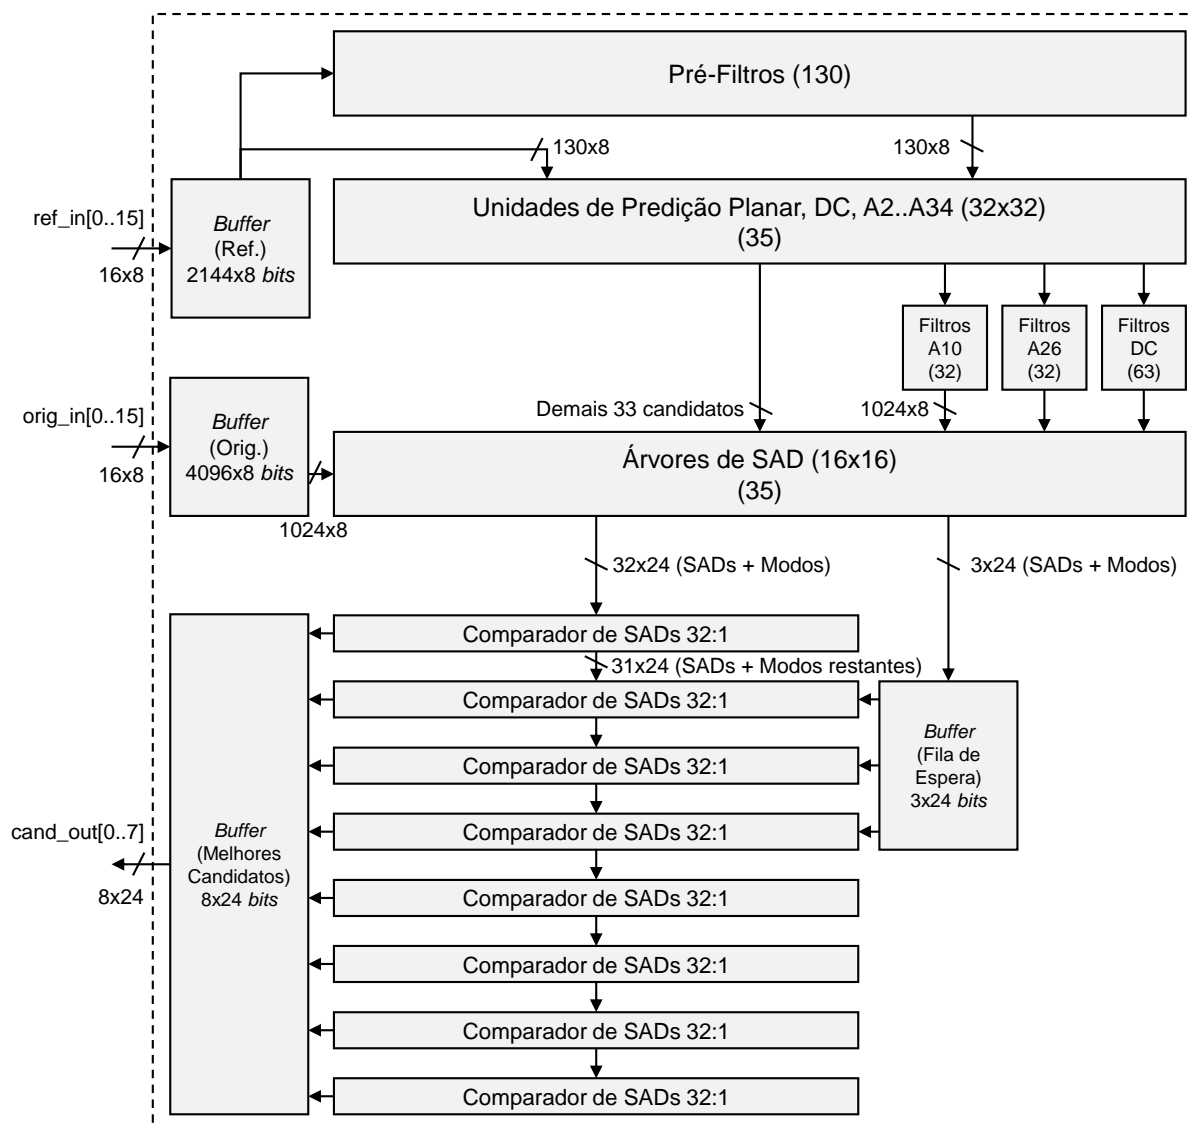 Pré-Filtros (130)
130x8
130x8
ref_in[0..15]
16x8
Buffer
(Ref.)
2144x8 bits
Unidades de Predição Planar, DC, A2..A34 (32x32)
(35)
Filtros
A10
(32)
Filtros
A26
(32)
Filtros
DC
(63)
orig_in[0..15]
16x8
Buffer
(Orig.)
4096x8 bits
1024x8
Demais 33 candidatos
1024x8
Árvores de SAD (16x16)
(35)
32x24 (SADs + Modos)
3x24 (SADs + Modos)
Comparador de SADs 32:1
31x24 (SADs + Modos restantes)
Comparador de SADs 32:1
Comparador de SADs 32:1
Comparador de SADs 32:1
Comparador de SADs 32:1
Comparador de SADs 32:1
Comparador de SADs 32:1
Comparador de SADs 32:1
Buffer
(Fila de
Espera)
3x24 bits
cand_out[0..7]
8x24
Buffer
(Melhores
Candidatos)
8x24 bits